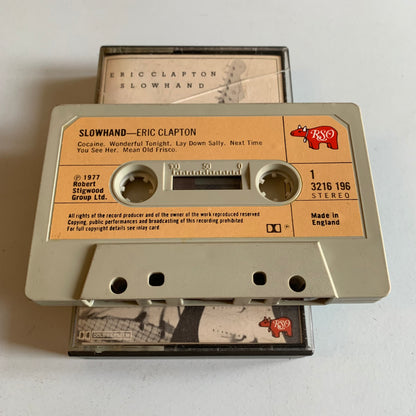 ERIC CLAPTON
SLOWHAND
SLOWHAND—ERIC CLAPTON
Cocaine. Wonderful Tonight. Lay Down Sally. Next Time
You See Her. Mean Old Frisco.
RSO
100 50 0
℗ 1977
Robert
Stigwood
Group Ltd.
1
3216 196
STEREO
All rights of the record producer and of the owner of the work reproduced reserved
Copying, public performances and broadcasting of this recording prohibited
For full copyright details see inlay card.
Made in
England
RSO